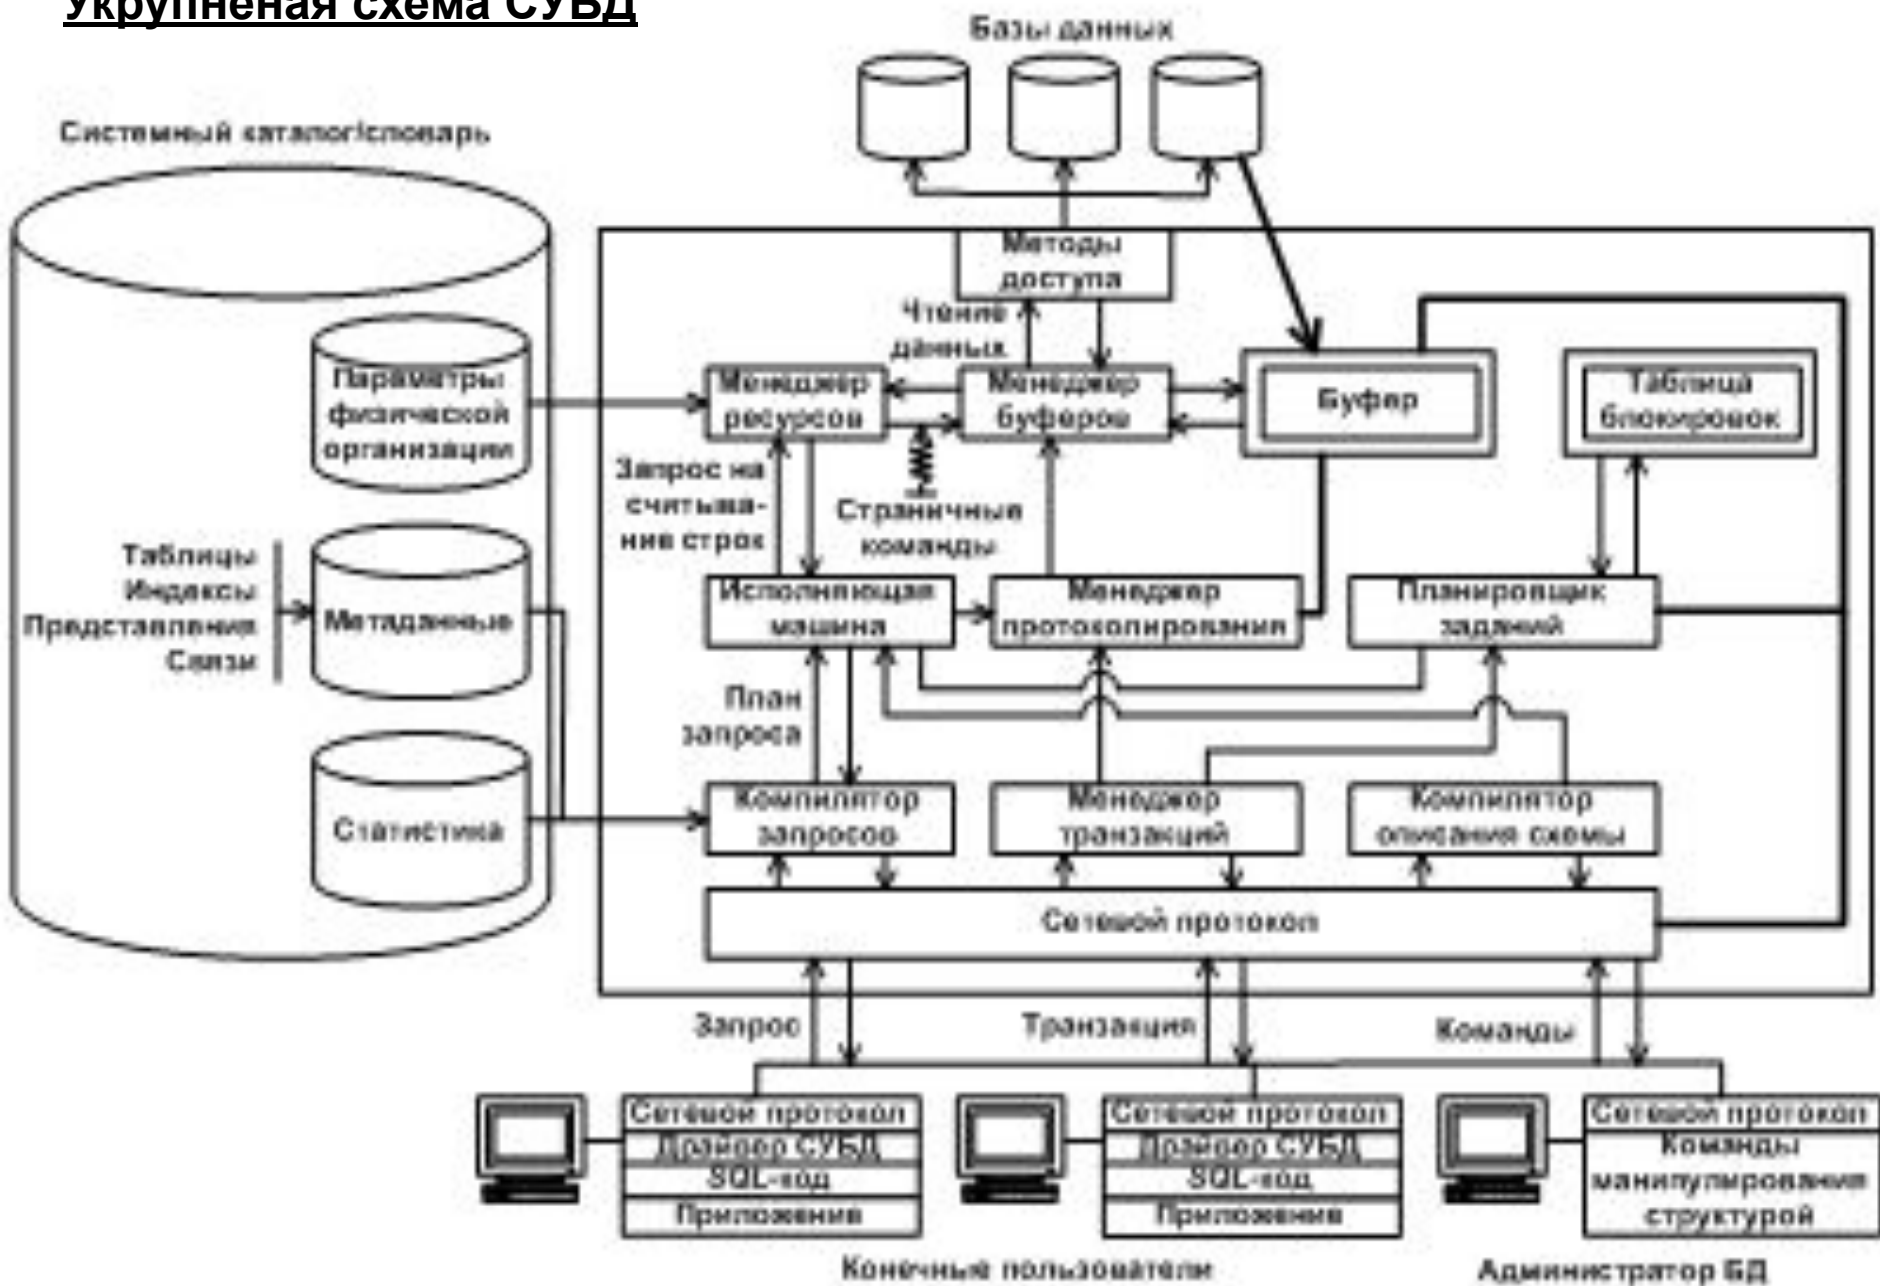 Укрупненая схема СУБД
Базы данных
Системный каталог/словарь
Методы
доступа
Чтение
данных
Параметры
физической
организации
Менеджер
ресурсов
Менеджер
буферов
Буфер
Таблица
блокировок
Запрос на
считыва-
ние строк
Страничные
команды
Таблицы
Индексы
Представления
Связи
Метаданные
Исполняющая
машина
Менеджер
протоколирования
Планировщик
заданий
План
запроса
Статистика
Компилятор
запросов
Менеджер
транзакций
Компилятор
описания схемы
Сетевой протокол
Запрос
Транзакция
Команды
Сетевой протокол
Драйвер СУБД
SQL-код
Приложения
Сетевой протокол
Драйвер СУБД
SQL-код
Приложения
Сетевой протокол
Команды
манипулирования
структурой
Конечные пользователи
Администратор БД